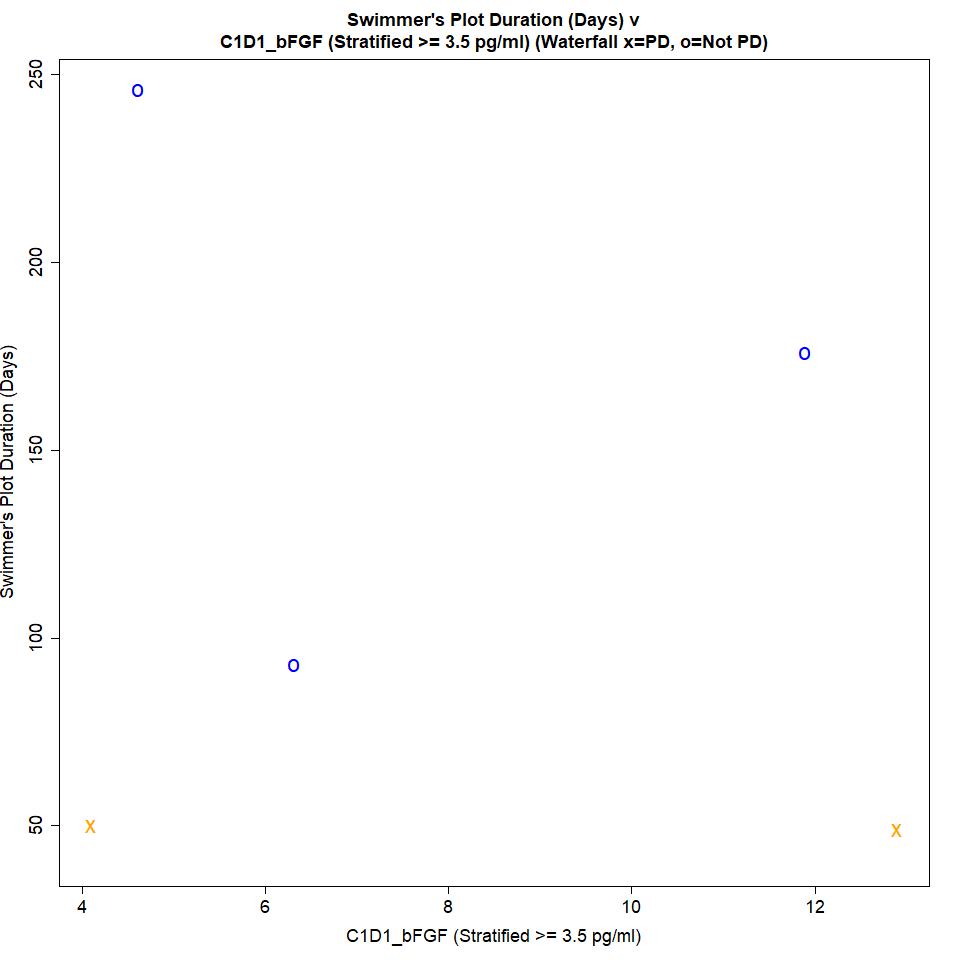 Swimmer's Plot Duration (Days) v
C1D1_bFGF (Stratified >= 3.5 pg/ml) (Waterfall x=PD, o=Not PD)
Swimmer's Plot Duration (Days)
250
200
150
100
50
o
o
o
x
x
4 6 8 10 12
C1D1_bFGF (Stratified >= 3.5 pg/ml)